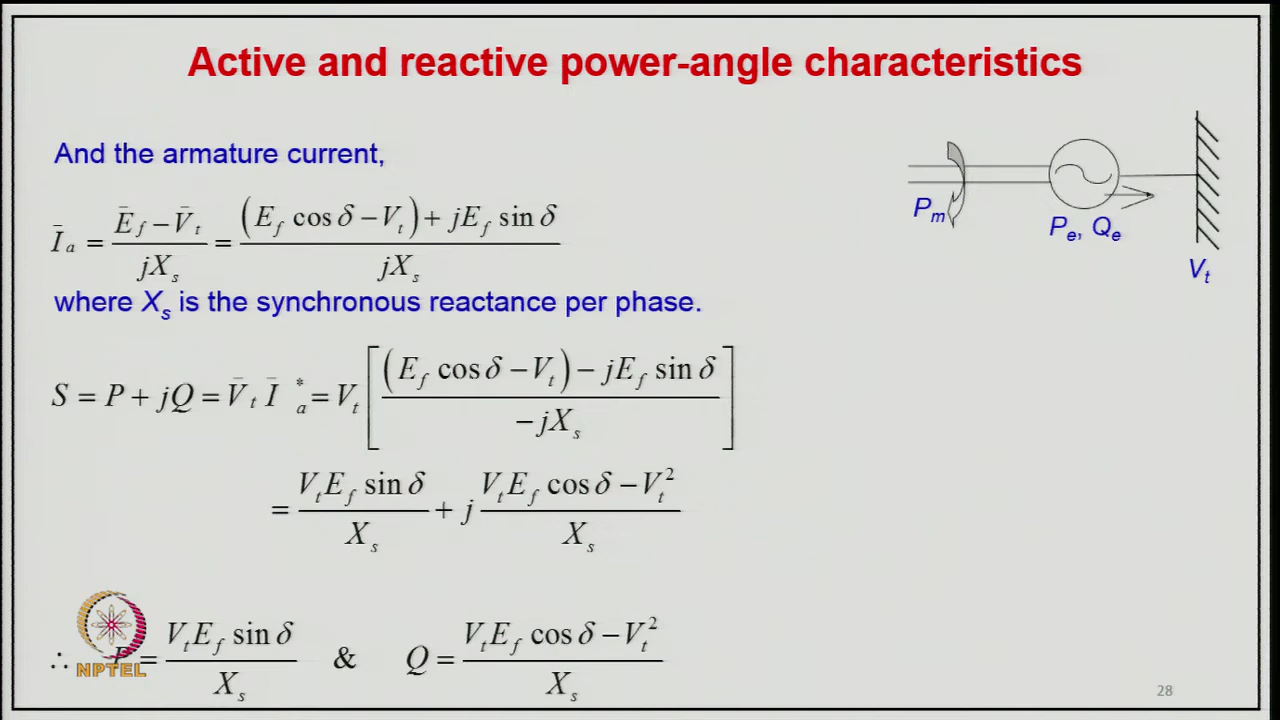 Active and reactive power-angle characteristics
And the armature current,
Īₐ = (Ē_f − V̄_t) / jX_s = ((E_f cos δ − V_t) + jE_f sin δ) / jX_s
where X_s is the synchronous reactance per phase.
S = P + jQ = V̄_t Ī*ₐ = V_t [((E_f cos δ − V_t) − jE_f sin δ) / −jX_s]
= V_t E_f sin δ / X_s + j (V_t E_f cos δ − V_t²) / X_s
∴ P = V_t E_f sin δ / X_s & Q = (V_t E_f cos δ − V_t²) / X_s
P_m
P_e, Q_e
V_t
NPTEL
28